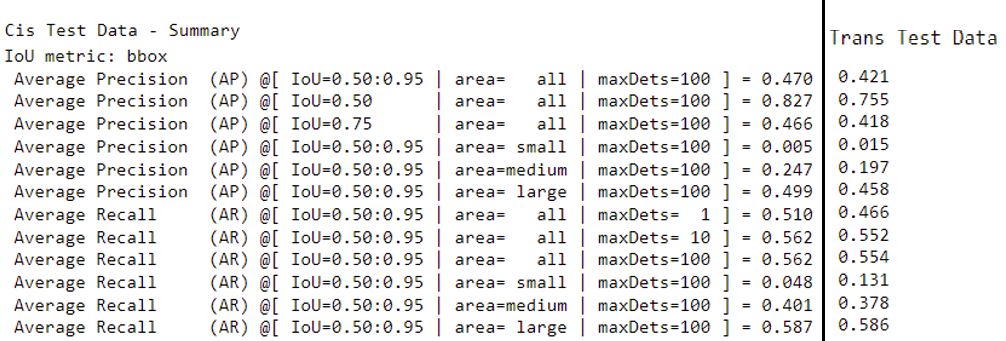 Cis Test Data - Summary
IoU metric: bbox
Average Precision (AP) @[ IoU=0.50:0.95 | area= all | maxDets=100 ] = 0.470
Average Precision (AP) @[ IoU=0.50 | area= all | maxDets=100 ] = 0.827
Average Precision (AP) @[ IoU=0.75 | area= all | maxDets=100 ] = 0.466
Average Precision (AP) @[ IoU=0.50:0.95 | area= small | maxDets=100 ] = 0.005
Average Precision (AP) @[ IoU=0.50:0.95 | area=medium | maxDets=100 ] = 0.247
Average Precision (AP) @[ IoU=0.50:0.95 | area= large | maxDets=100 ] = 0.499
Average Recall (AR) @[ IoU=0.50:0.95 | area= all | maxDets= 1 ] = 0.510
Average Recall (AR) @[ IoU=0.50:0.95 | area= all | maxDets= 10 ] = 0.562
Average Recall (AR) @[ IoU=0.50:0.95 | area= all | maxDets=100 ] = 0.562
Average Recall (AR) @[ IoU=0.50:0.95 | area= small | maxDets=100 ] = 0.048
Average Recall (AR) @[ IoU=0.50:0.95 | area=medium | maxDets=100 ] = 0.401
Average Recall (AR) @[ IoU=0.50:0.95 | area= large | maxDets=100 ] = 0.587
Trans Test Data
0.421
0.755
0.418
0.015
0.197
0.458
0.466
0.552
0.554
0.131
0.378
0.586